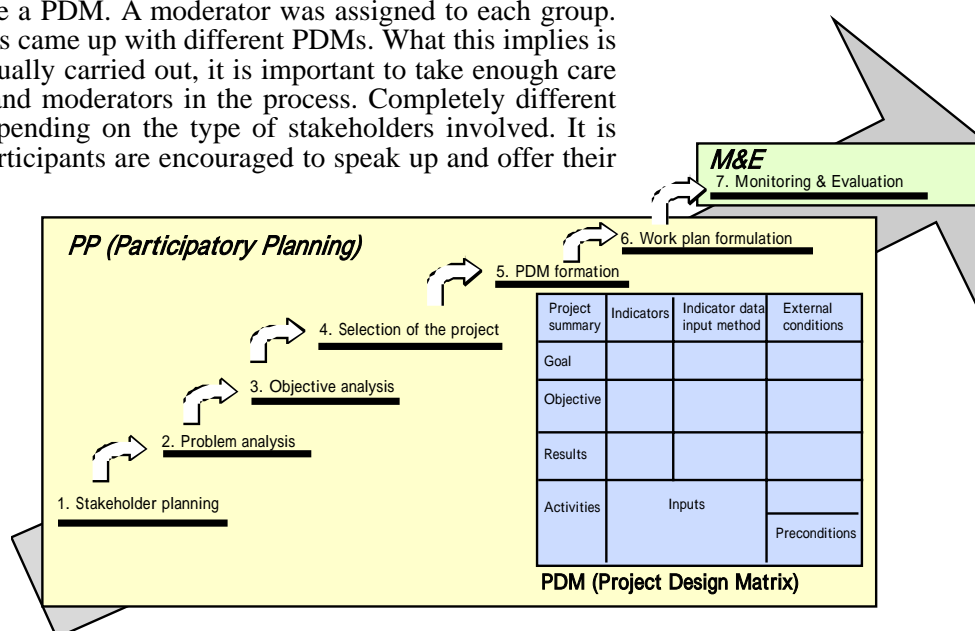 e a PDM. A moderator was assigned to each group.
s came up with different PDMs. What this implies is
ually carried out, it is important to take enough care
and moderators in the process. Completely different
pending on the type of stakeholders involved. It is
articipants are encouraged to speak up and offer their
M&E
7. Monitoring & Evaluation
PP (Participatory Planning)
6. Work plan formulation
5. PDM formation
4. Selection of the project
3. Objective analysis
2. Problem analysis
1. Stakeholder planning
Project
summary
Indicators
Indicator data
input method
External
conditions
Goal
Objective
Results
Activities
Inputs
Preconditions
PDM (Project Design Matrix)